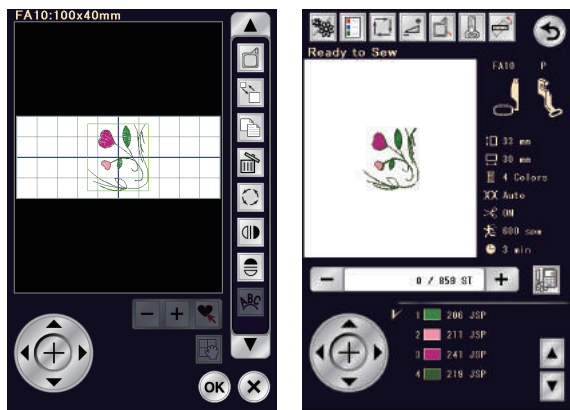 FA10:100x40mm
ABC
OK
Ready to Sew
FA10 P
33 mm
30 mm
4 Colors
Auto
ON
600 spm
3 min
0 / 859 ST
1 206 JSP
2 211 JSP
3 241 JSP
4 219 JSP